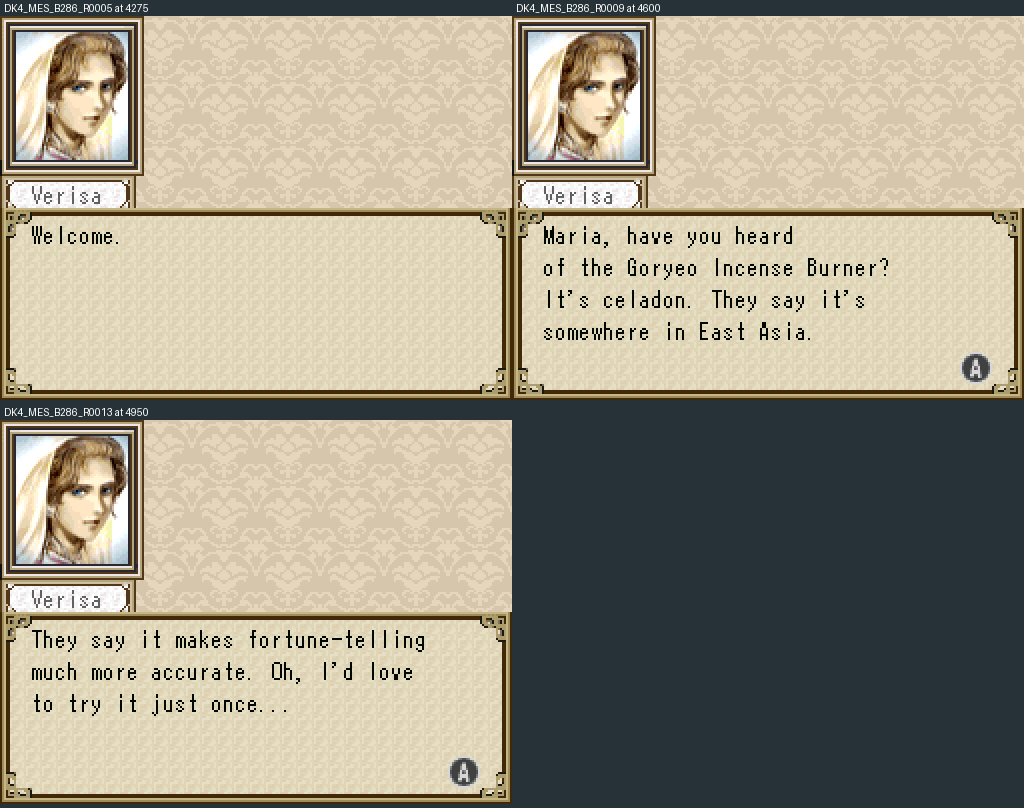 DK4_MES_B286_R0005 at 4275
Verisa
Welcome.
DK4_MES_B286_R0009 at 4600
Verisa
Maria, have you heard
of the Goryeo Incense Burner?
It's celadon. They say it's
somewhere in East Asia.
A
DK4_MES_B286_R0013 at 4950
Verisa
They say it makes fortune-telling
much more accurate. Oh, I'd love
to try it just once...
A